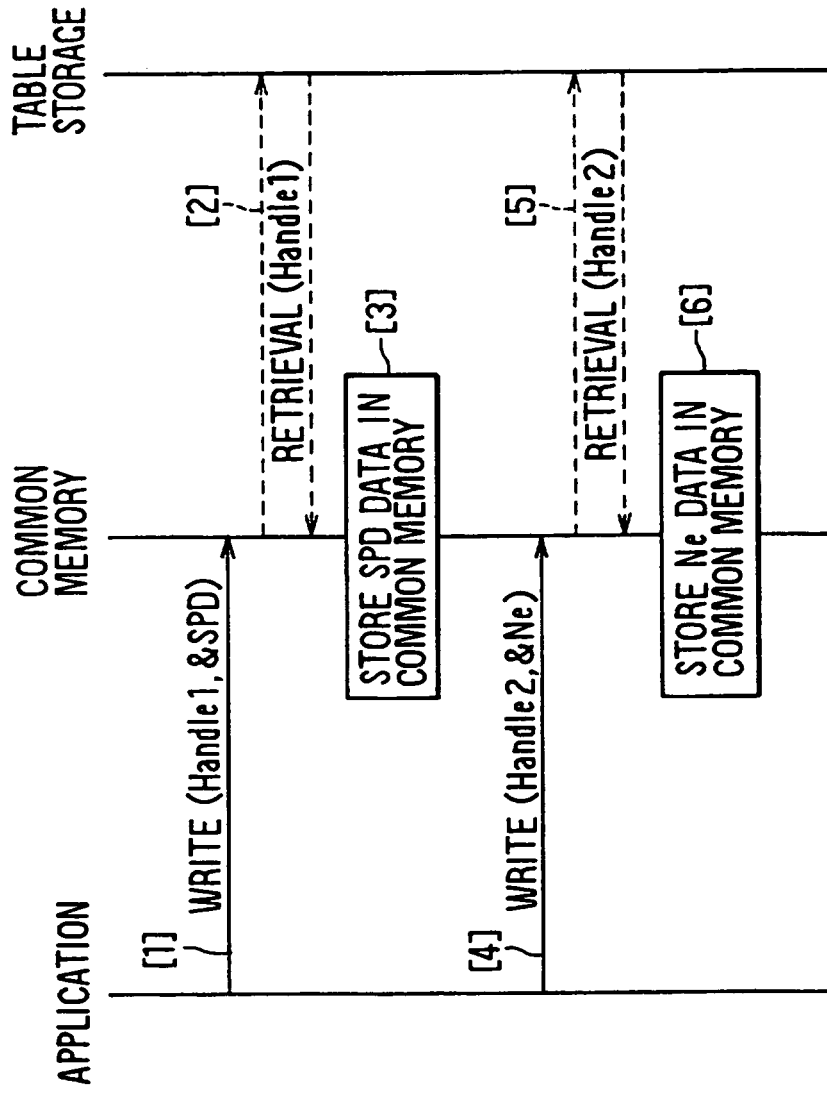 APPLICATION
COMMON
MEMORY
TABLE
STORAGE
[1]
WRITE (Handle1,&SPD)
[2]
RETRIEVAL (Handle1)
[3]
STORE SPD DATA IN
COMMON MEMORY
[4]
WRITE (Handle2,&Ne)
[5]
RETRIEVAL (Handle2)
[6]
STORE Ne DATA IN
COMMON MEMORY